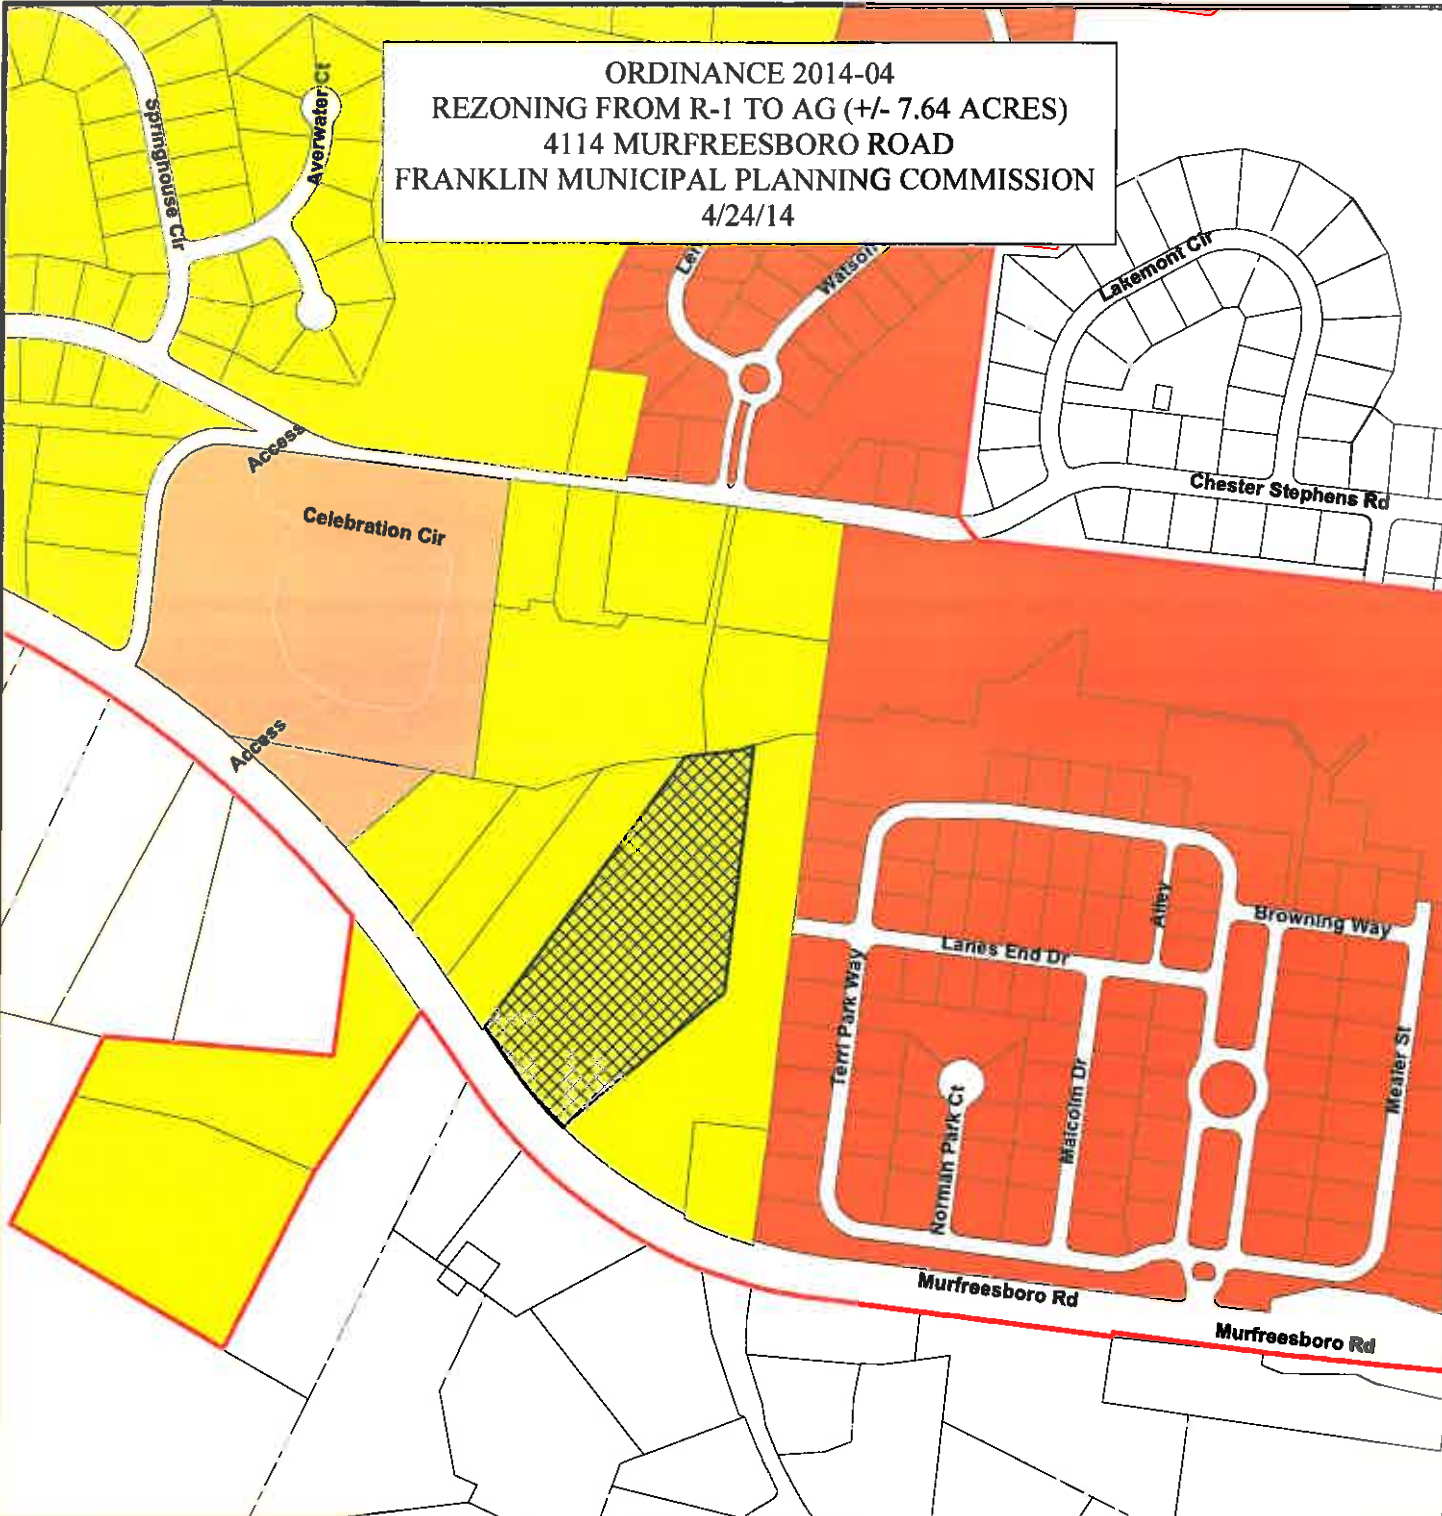 ORDINANCE 2014-04
REZONING FROM R-1 TO AG (+/- 7.64 ACRES)
4114 MURFREESBORO ROAD
FRANKLIN MUNICIPAL PLANNING COMMISSION
4/24/14
Springhouse Cir
Averwater Ct
Watson
Lakemont Cir
Access
Chester Stephens Rd
Celebration Cir
Access
Alley
Browning Way
Lanes End Dr
Terri Park Way
Norman Park Ct
Malcolm Dr
Mealer St
Murfreesboro Rd
Murfreesboro Rd